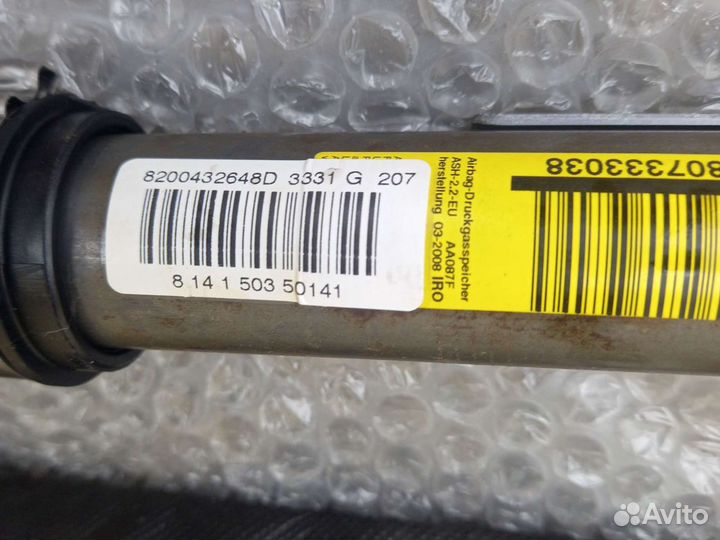 8200432648D 3331 G 207
8 14 1 503 50141
Airbag-Druckgasspeicher
ASH-2.2-EU AA087F
herstellung 03-2008 IRO
807333038
Avito